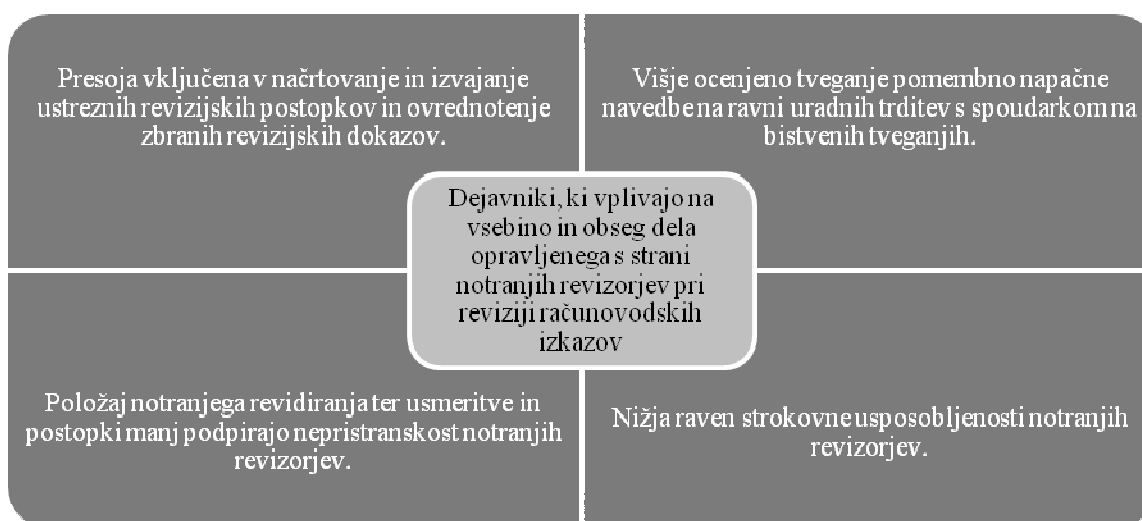 Presoja vključena v načrtovanje in izvajanje
ustreznih revizijskih postopkov in ovrednotenje
zbranih revizijskih dokazov.
Višje ocenjeno tveganje pomembno napačne
navedbe na ravni uradnih trditev s spoudarkom na
bistvenih tveganjih.
Dejavniki, ki vplivajo na
vsebino in obseg dela
opravljenega s strani
notranjih revizorjev pri
reviziji računovodskih
izkazov
Položaj notranjega revidiranja ter usmeritve in
postopki manj podpirajo nepristranskost notranjih
revizorjev.
Nižja raven strokovne usposobljenosti notranjih
revizorjev.